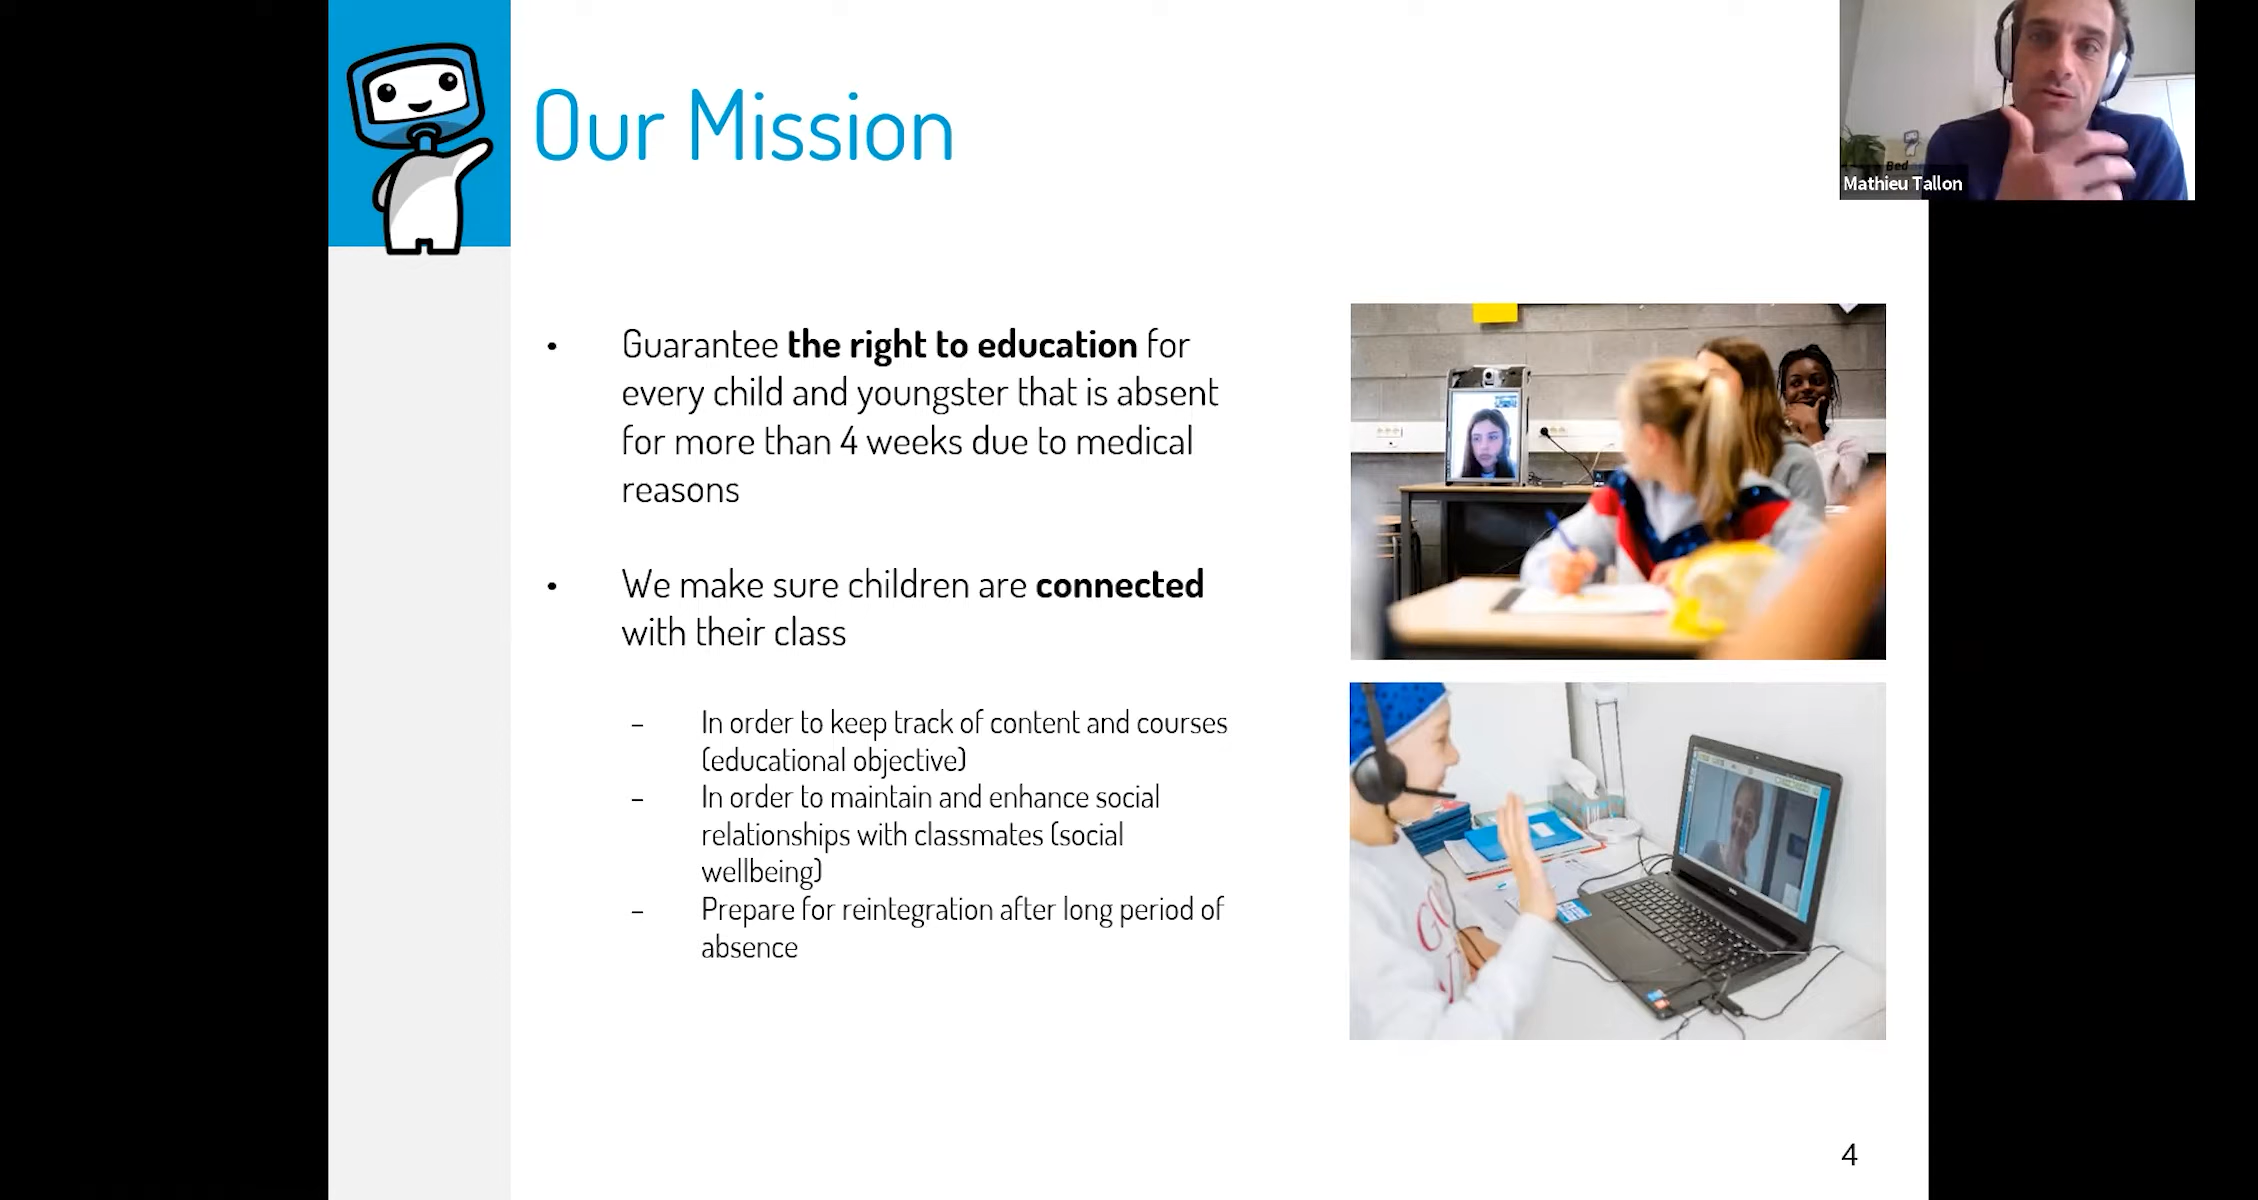 Our Mission
Mathieu Tallon
Bed
• Guarantee the right to education for
every child and youngster that is absent
for more than 4 weeks due to medical
reasons
• We make sure children are connected
with their class
– In order to keep track of content and courses
(educational objective)
– In order to maintain and enhance social
relationships with classmates (social
wellbeing)
– Prepare for reintegration after long period of
absence
4